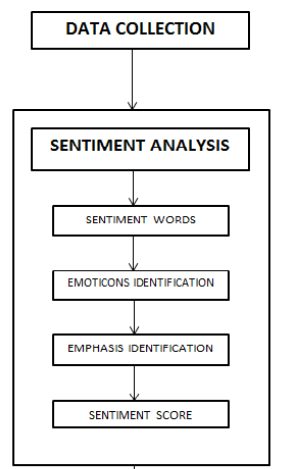 DATA COLLECTION
SENTIMENT ANALYSIS
SENTIMENT WORDS
EMOTICONS IDENTIFICATION
EMPHASIS IDENTIFICATION
SENTIMENT SCORE